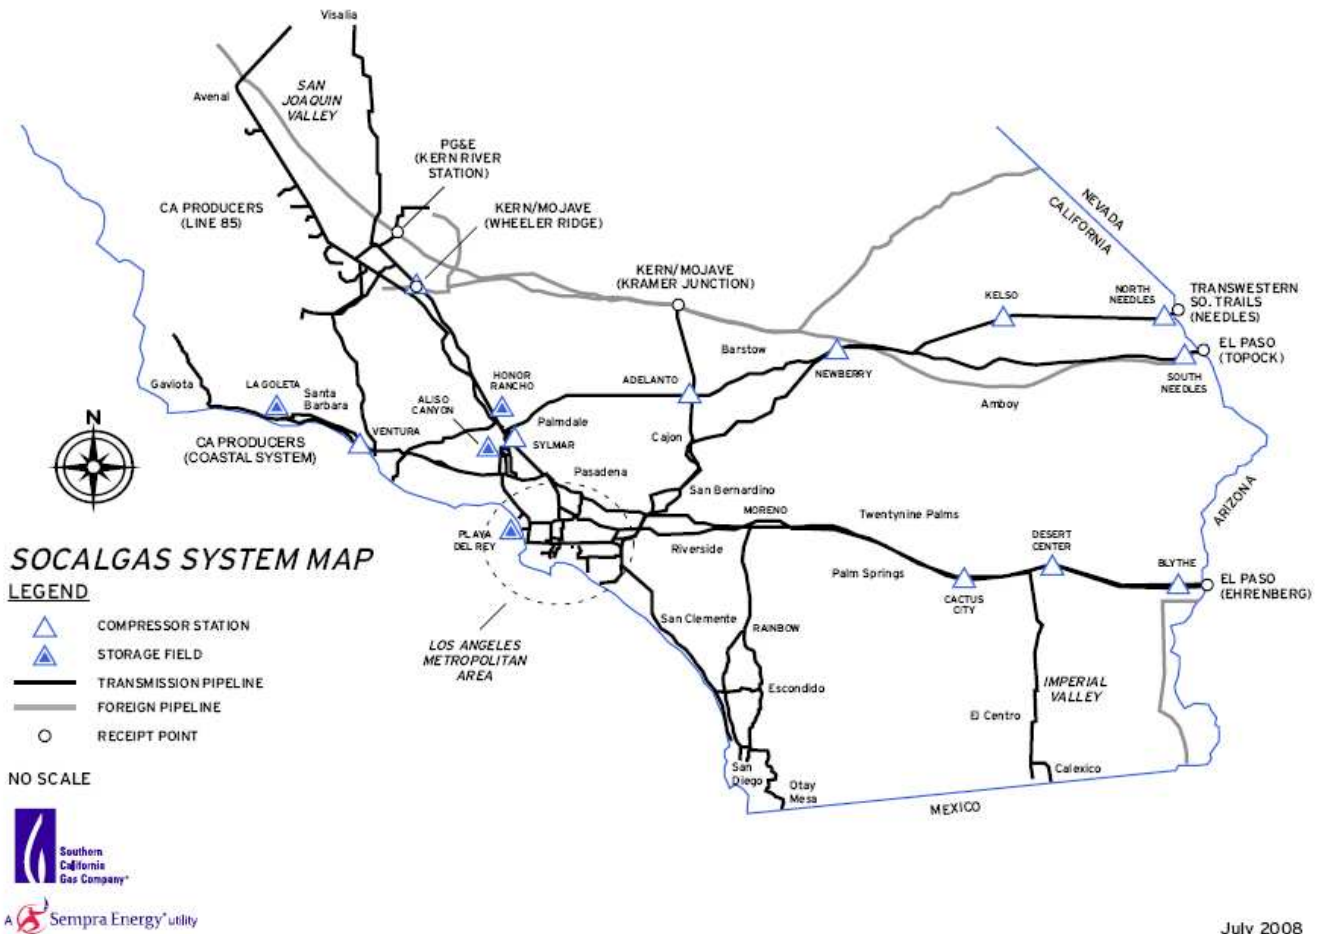 Visalia
SAN
JOAQUIN
VALLEY
Avenal
PG&E
(KERN RIVER
STATION)
CA PRODUCERS
(LINE 85)
KERN/MOJAVE
(WHEELER RIDGE)
NEVADA
CALIFORNIA
KERN/MOJAVE
(KRAMER JUNCTION)
KELSO
NORTH
NEEDLES
TRANSWESTERN
SO. TRAILS
(NEEDLES)
EL PASO
(TOPOCK)
Barstow
NEWBERRY
SOUTH
NEEDLES
Amboy
Gaviota
LA GOLETA
Santa
Barbara
HONOR
RANCHO
ADELANTO
ALISO
CANYON
Palmdale
N
CA PRODUCERS
(COASTAL SYSTEM)
VENTURA
SYLMAR
Cajon
Pasadena
San Bernardino
ARIZONA
MORENO
Twentynine Palms
PLAYA
DEL REY
Riverside
DESERT
CENTER
BLYTHE
Palm Springs
CACTUS
CITY
EL PASO
(EHRENBERG)
SOCALGAS SYSTEM MAP
LEGEND
COMPRESSOR STATION
STORAGE FIELD
TRANSMISSION PIPELINE
FOREIGN PIPELINE
RECEIPT POINT
NO SCALE
San Clemente
RAINBOW
LOS ANGELES
METROPOLITAN
AREA
Escondido
IMPERIAL
VALLEY
El Centro
San
Diego
Otay
Mesa
Calexico
MEXICO
Southern
California
Gas Company®
A Sempra Energy® utility
July 2008